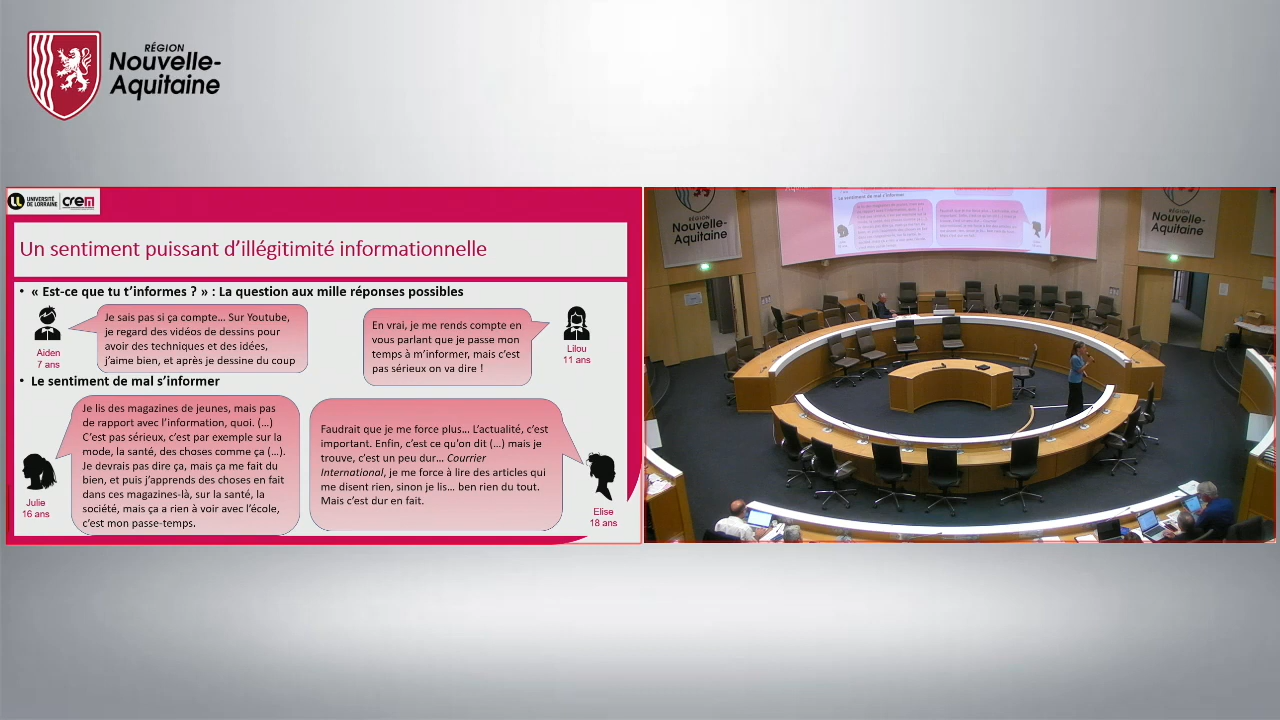 RÉGION
Nouvelle-
Aquitaine
UNIVERSITÉ
DE LORRAINE
crem
Un sentiment puissant d’illégitimité informationnelle
• « Est-ce que tu t’informes ? » : La question aux mille réponses possibles
Je sais pas si ça compte… Sur Youtube,
je regard des vidéos de dessins pour
avoir des techniques et des idées,
j’aime bien, et après je dessine du coup
Aiden
7 ans
En vrai, je me rends compte en
vous parlant que je passe mon
temps à m’informer, mais c’est
pas sérieux on va dire !
Lilou
11 ans
• Le sentiment de mal s’informer
Je lis des magazines de jeunes, mais pas
de rapport avec l’information, quoi. (…)
C’est pas sérieux, c’est par exemple sur la
mode, la santé, des choses comme ça (…).
Je devrais pas dire ça, mais ça me fait du
bien, et puis j’apprends des choses en fait
dans ces magazines-là, sur la santé, la
société, mais ça a rien à voir avec l’école,
c’est mon passe-temps.
Julie
16 ans
Faudrait que je me force plus… L’actualité, c’est
important. Enfin, c’est ce qu’on dit (…) mais je
trouve, c’est un peu dur… Courrier
International, je me force à lire des articles qui
me disent rien, sinon je lis… ben rien du tout.
Mais c’est dur en fait.
Elise
18 ans
RÉGION
Nouvelle-
Aquitaine
• Le sentiment de mal s’informer
RÉGION
Nouvelle-
Aquitaine